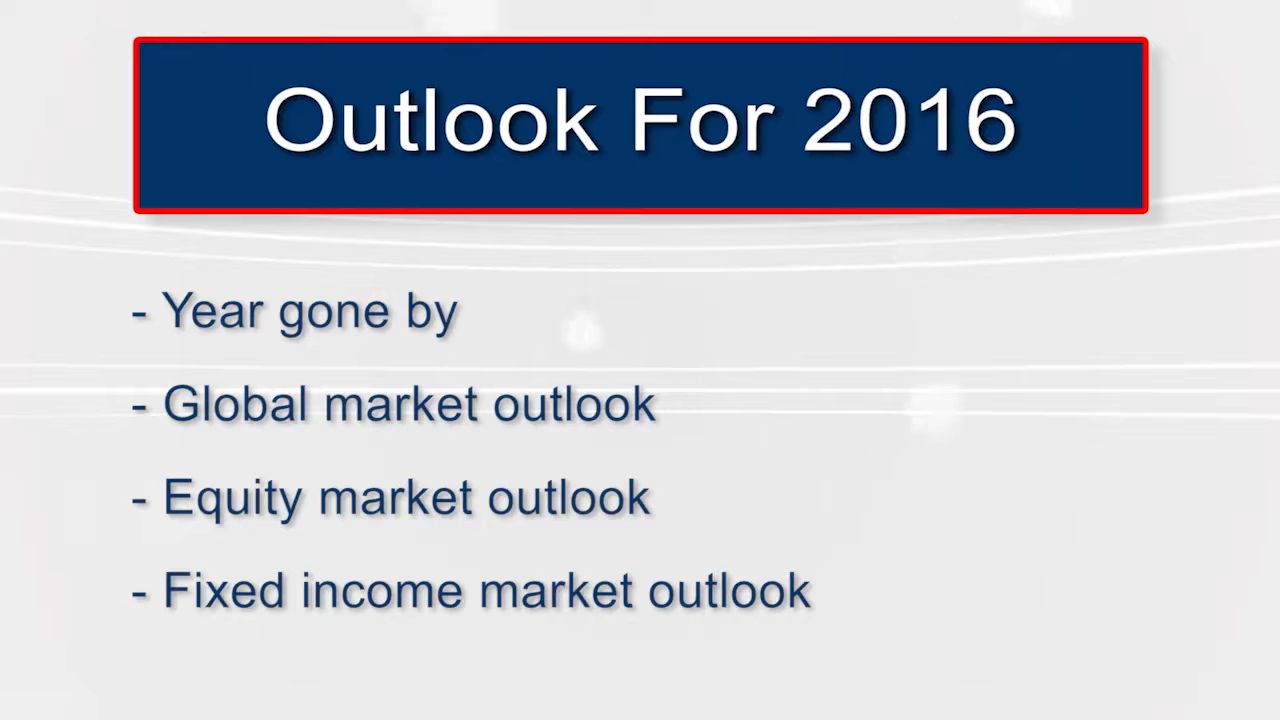 Outlook For 2016
- Year gone by
- Global market outlook
- Equity market outlook
- Fixed income market outlook